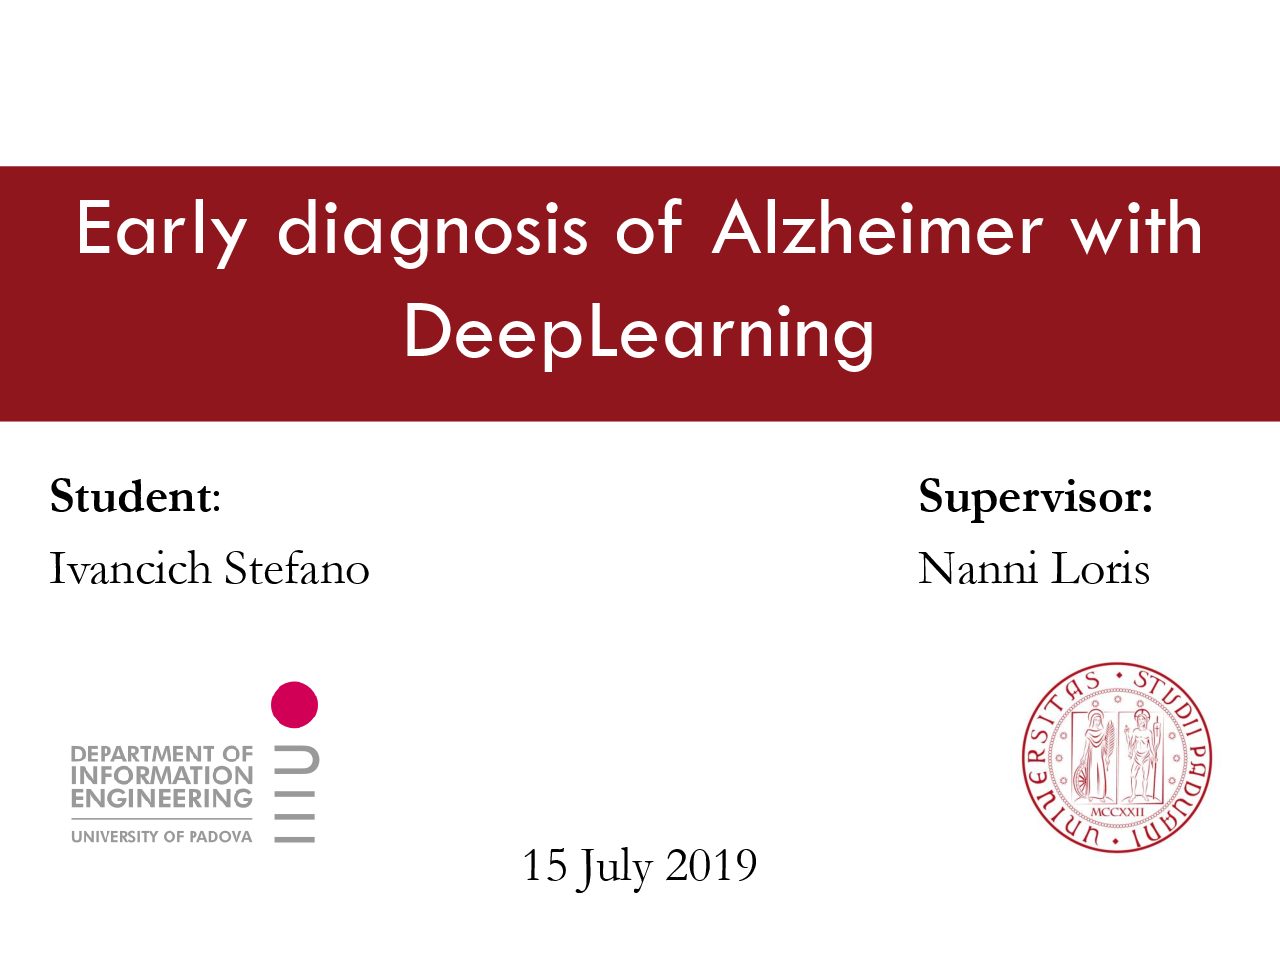 Early diagnosis of Alzheimer with
DeepLearning
Student:
Ivancich Stefano
Supervisor:
Nanni Loris
DEPARTMENT OF
INFORMATION
ENGINEERING
UNIVERSITY OF PADOVA
UNIVERSITAS • STUDII PADUANI •
MCCXXII
15 July 2019